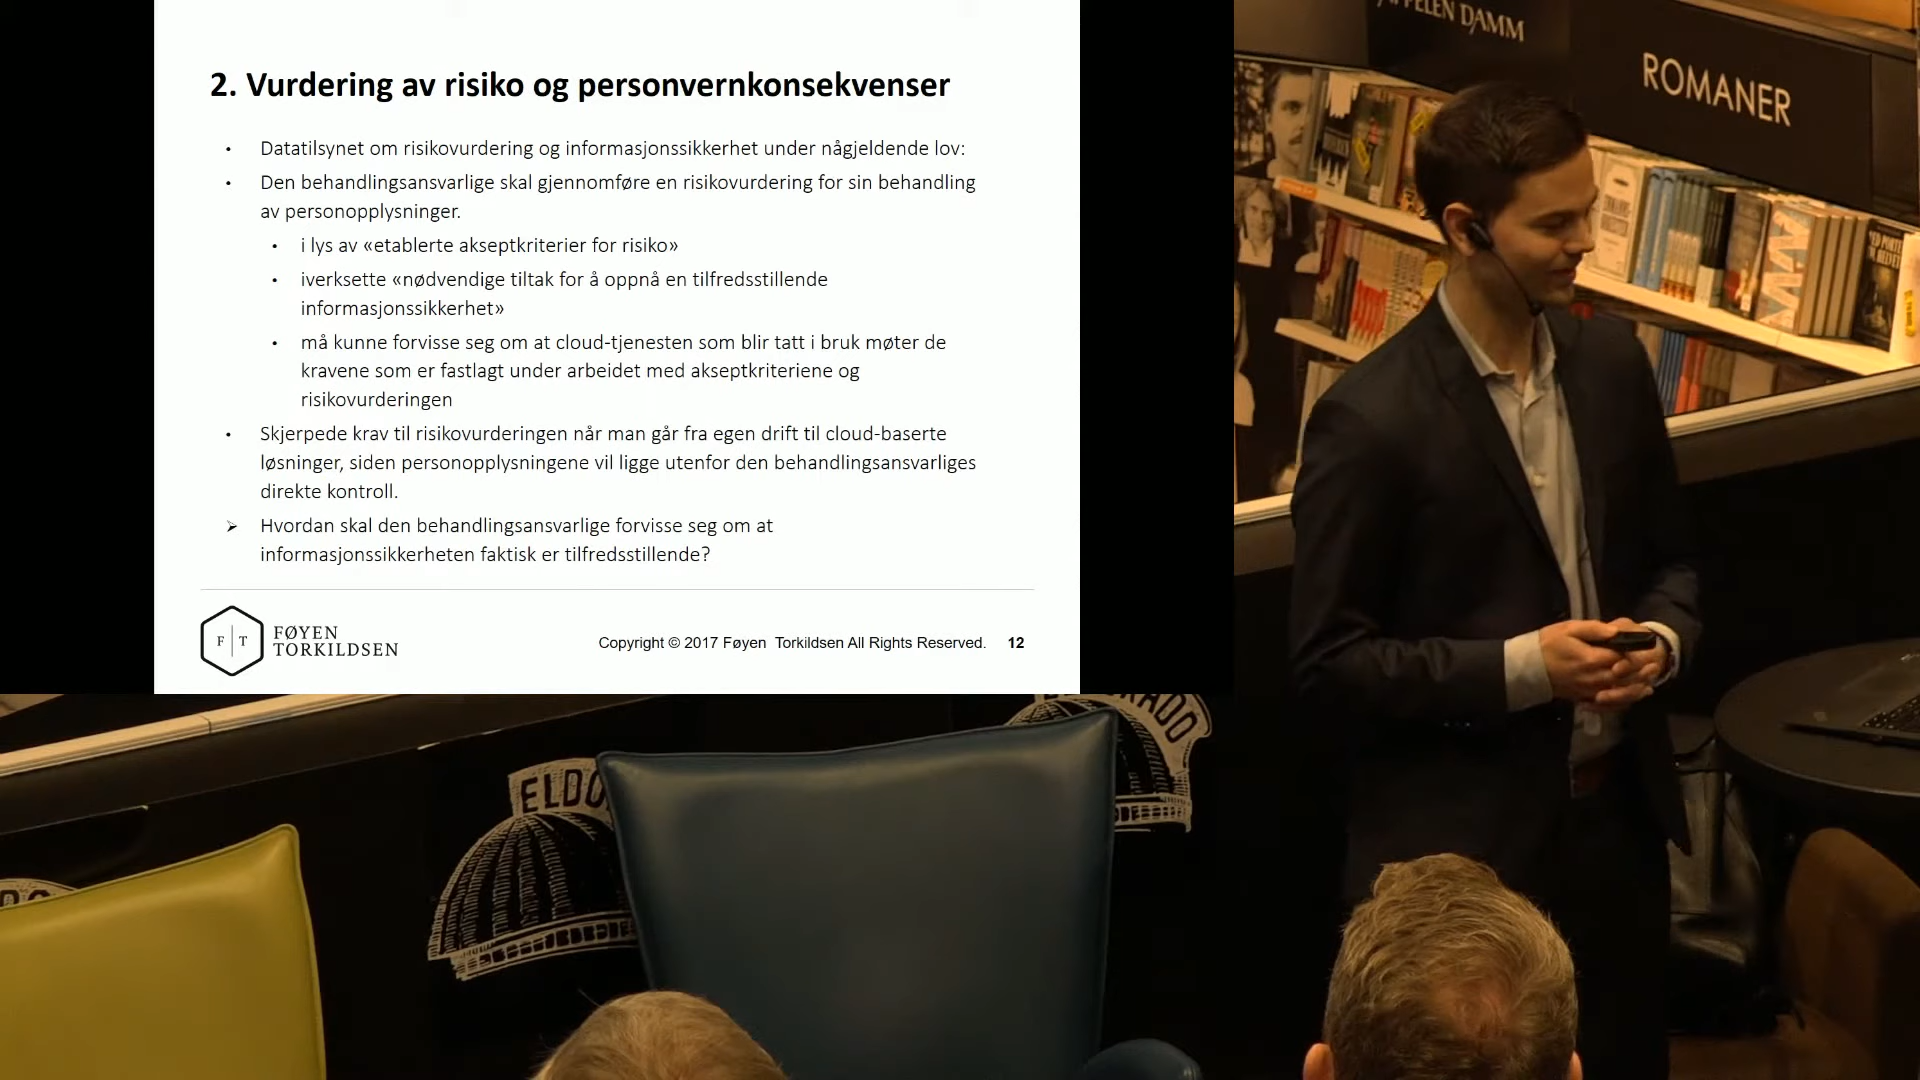 2. Vurdering av risiko og personvernkonsekvenser
• Datatilsynet om risikovurdering og informasjonssikkerhet under någjeldende lov:
• Den behandlingsansvarlige skal gjennomføre en risikovurdering for sin behandling
av personopplysninger.
• i lys av «etablerte akseptkriterier for risiko»
• iverksette «nødvendige tiltak for å oppnå en tilfredsstillende
informasjonssikkerhet»
• må kunne forvisse seg om at cloud-tjenesten som blir tatt i bruk møter de
kravene som er fastlagt under arbeidet med akseptkriteriene og
risikovurderingen
• Skjerpede krav til risikovurderingen når man går fra egen drift til cloud-baserte
løsninger, siden personopplysningene vil ligge utenfor den behandlingsansvarliges
direkte kontroll.
➢ Hvordan skal den behandlingsansvarlige forvisse seg om at
informasjonssikkerheten faktisk er tilfredsstillende?
F T
FØYEN
TORKILDSEN
Copyright © 2017 Føyen Torkildsen All Rights Reserved. 12
DAMM
ROMANER